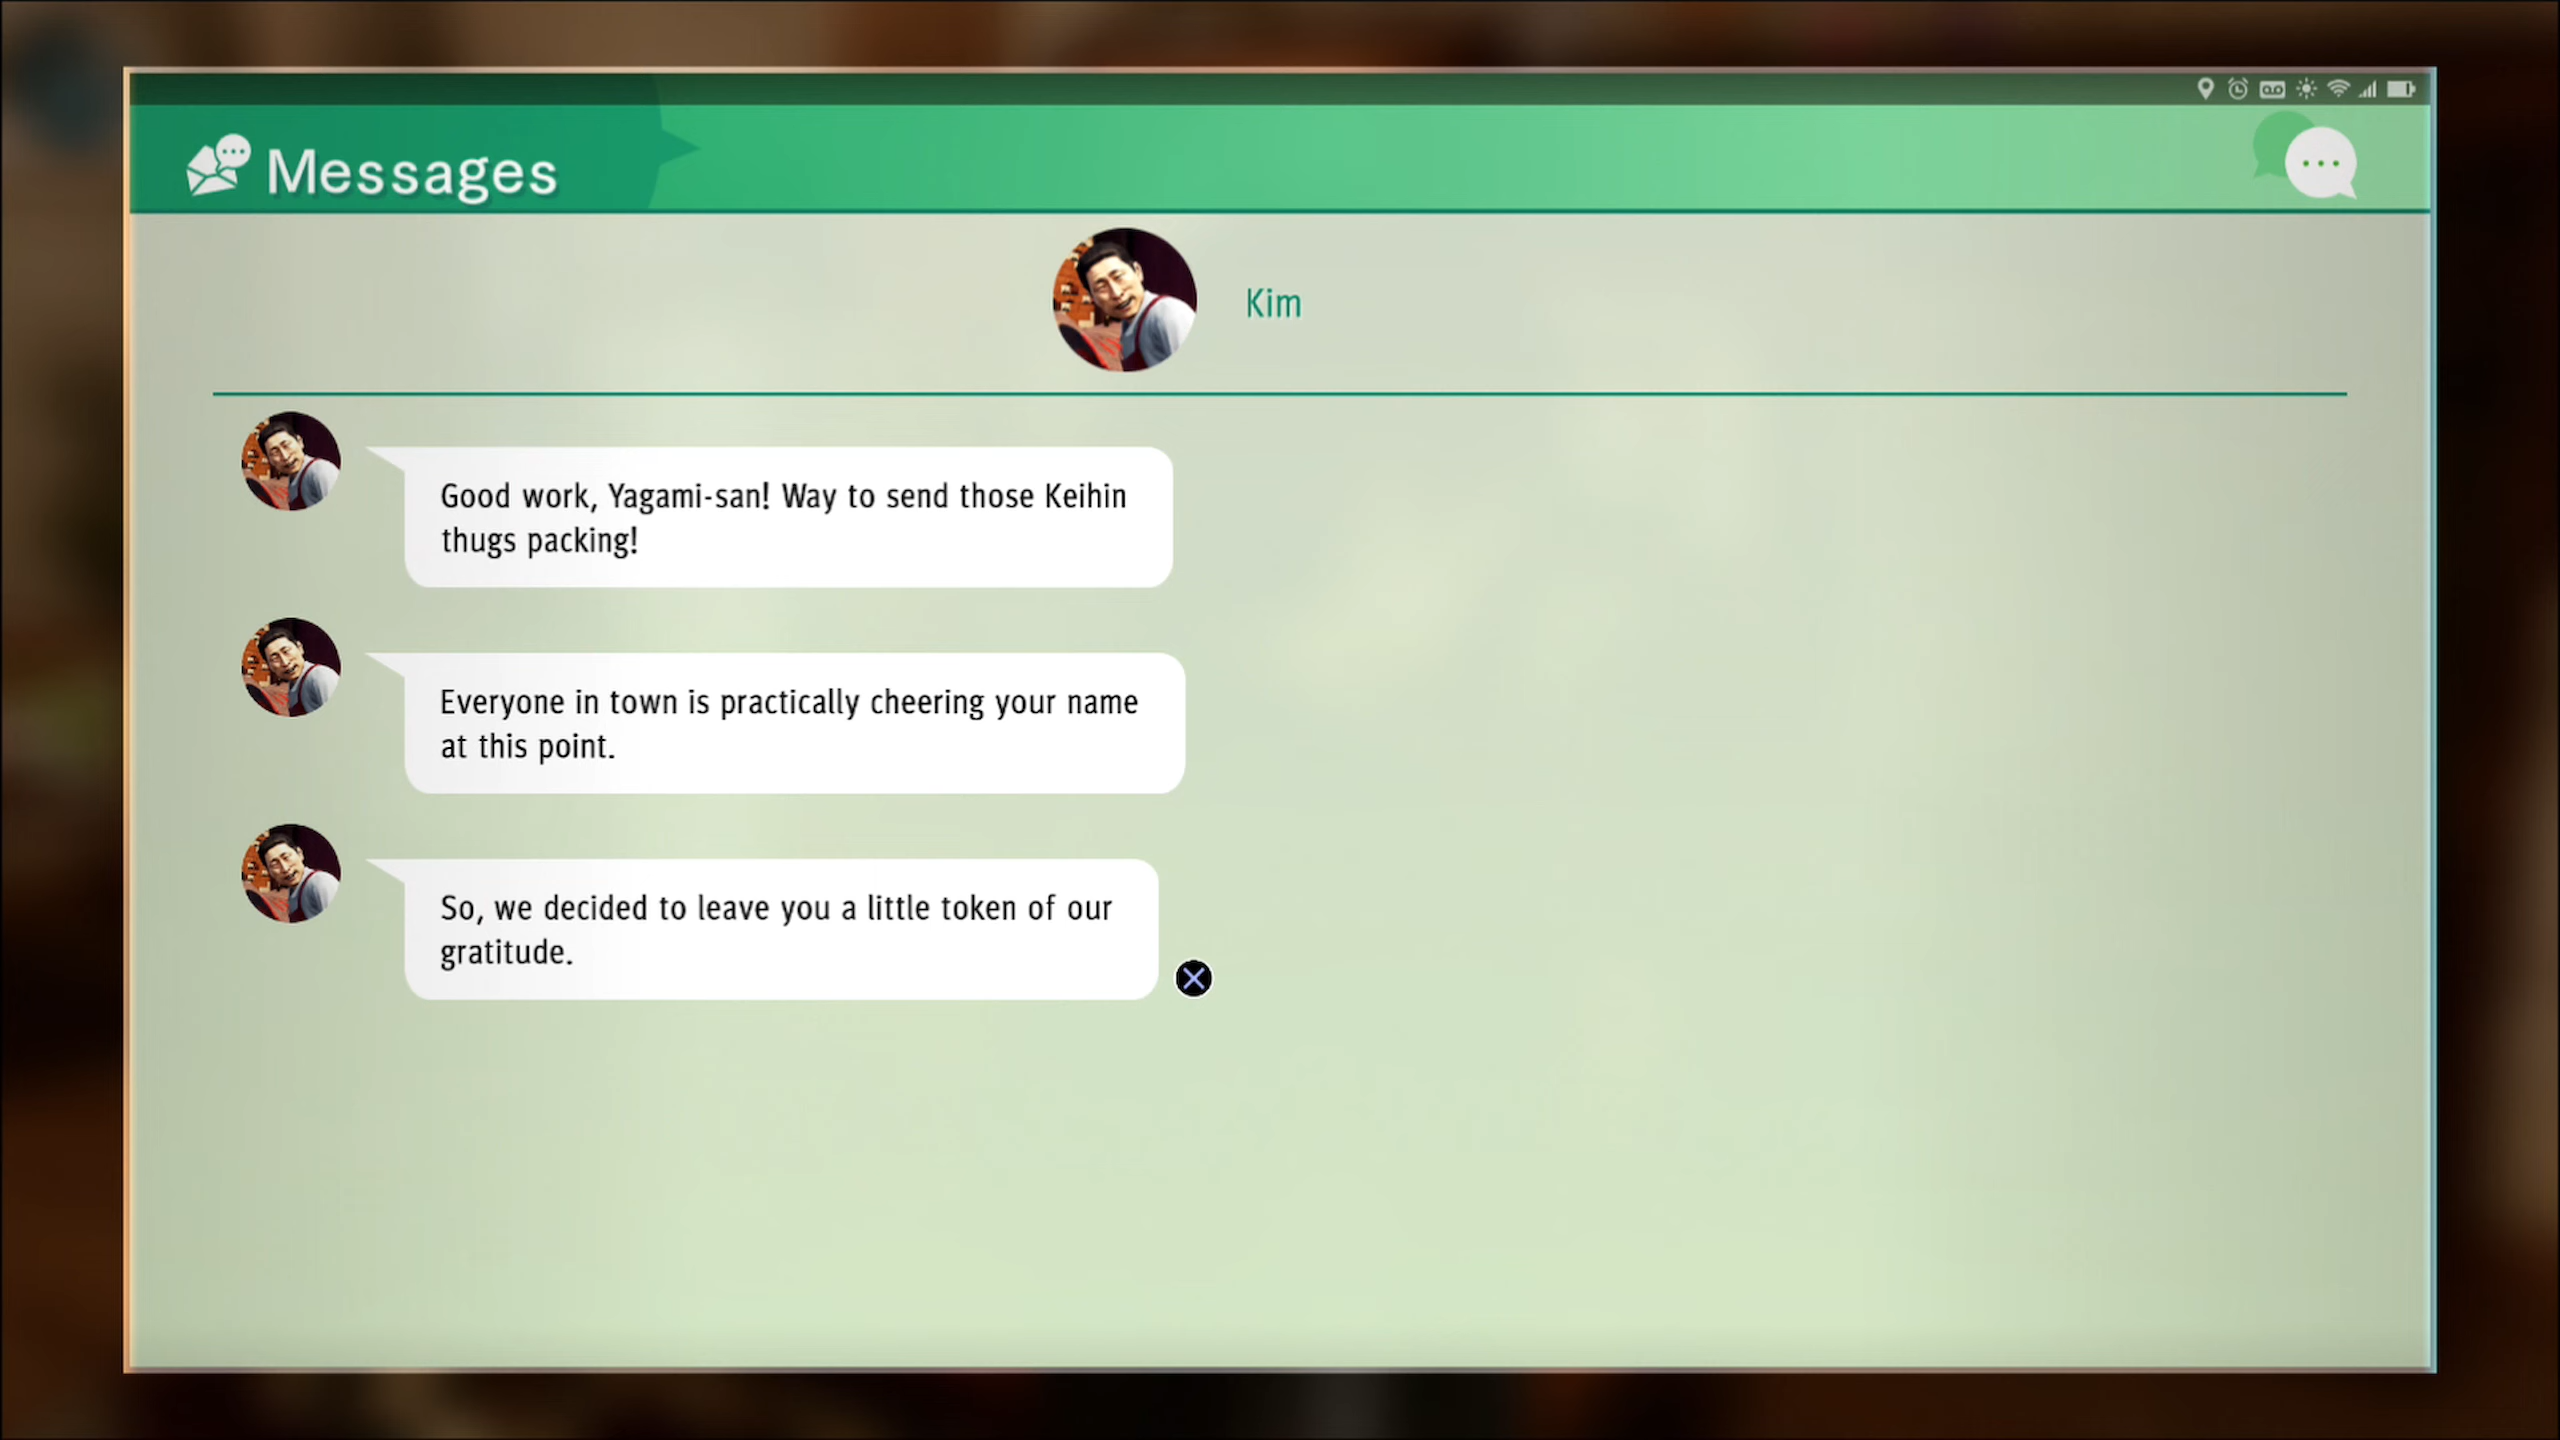 Messages
Kim
Good work, Yagami-san! Way to send those Keihin
thugs packing!
Everyone in town is practically cheering your name
at this point.
So, we decided to leave you a little token of our
gratitude.